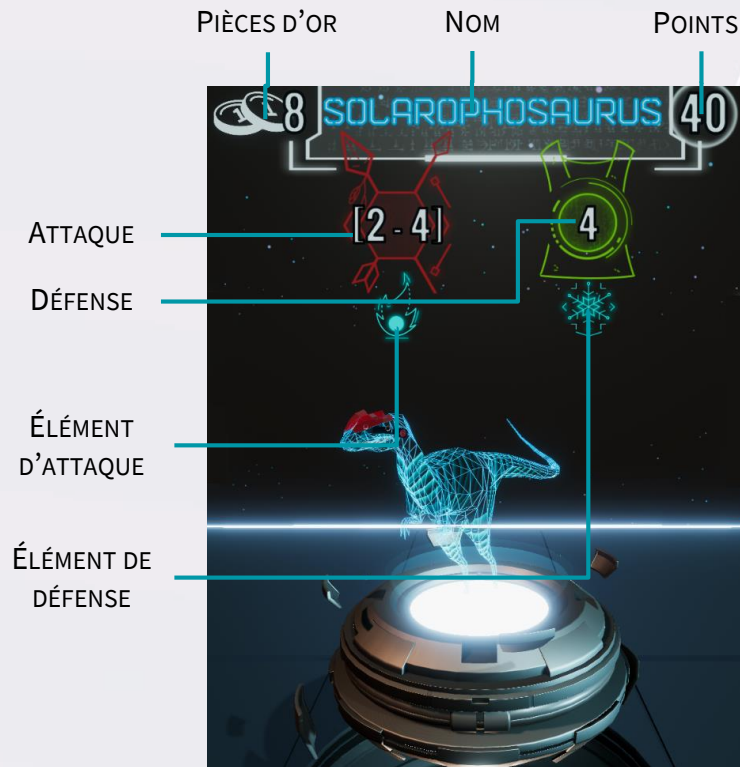 PIÈCES D'OR
NOM
POINTS
8
SOLAROPHOSAURUS
40
ATTAQUE
[2 - 4]
4
DÉFENSE
ÉLÉMENT
D'ATTAQUE
ÉLÉMENT DE
DÉFENSE